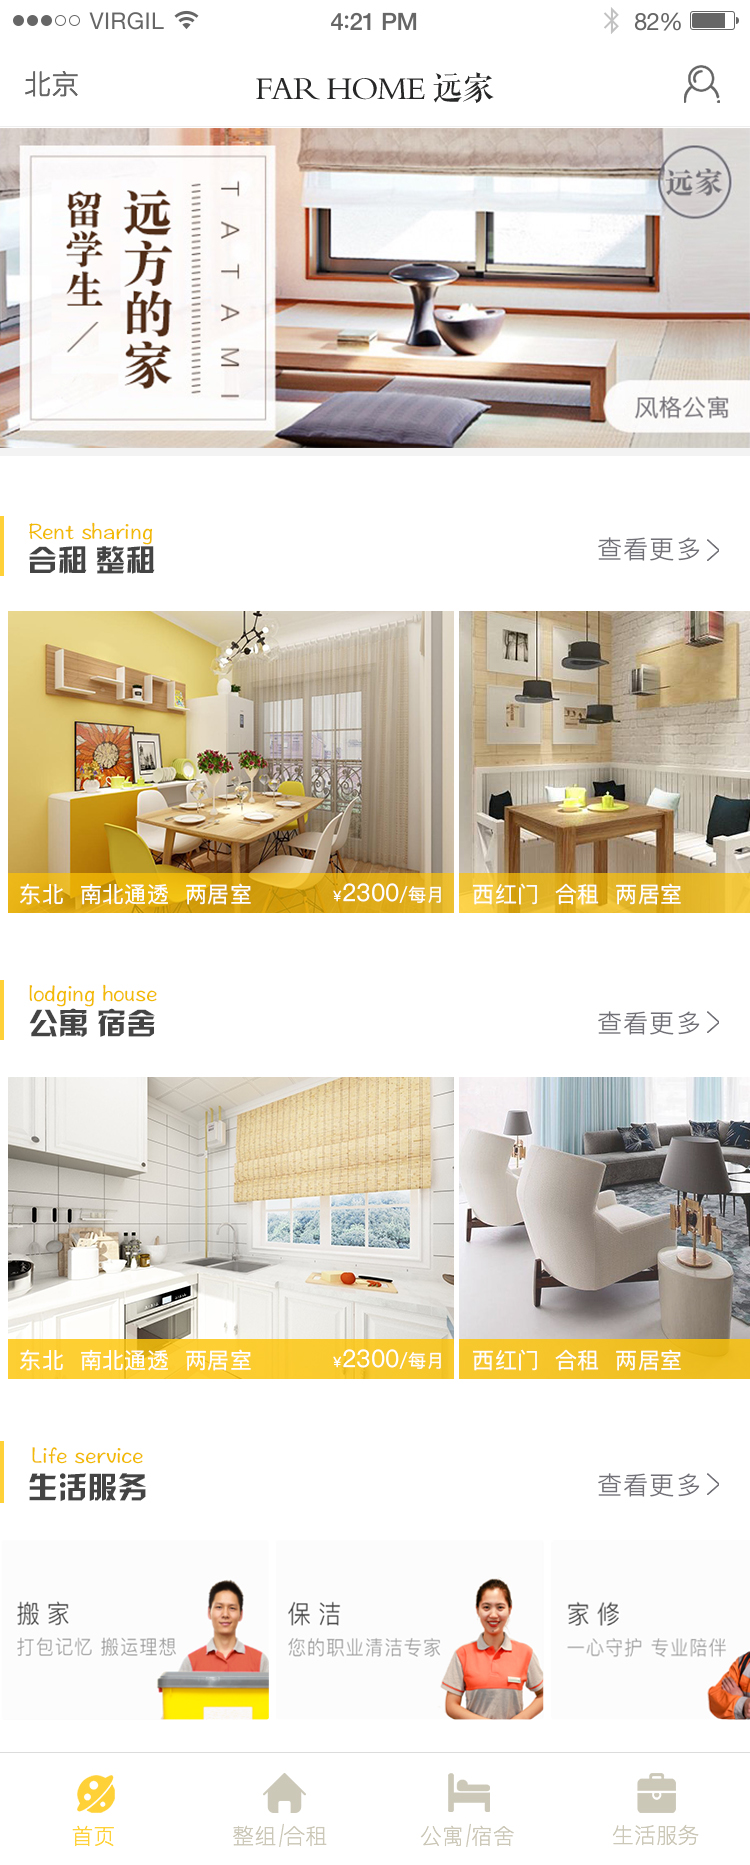 VIRGIL 4:21 PM 82%
北京
FAR HOME 远家
远方的家
留学生
TATAMI
远家
风格公寓
Rent sharing
合租 整租
查看更多
东北 南北通透 两居室 ¥2300/每月
西红门 合租 两居室
lodging house
公寓 宿舍
查看更多
东北 南北通透 两居室 ¥2300/每月
西红门 合租 两居室
Life service
生活服务
查看更多
搬家
打包记忆 搬运理想
保洁
您的职业清洁专家
家修
一心守护 专业陪伴
首页
整组/合租
公寓/宿舍
生活服务